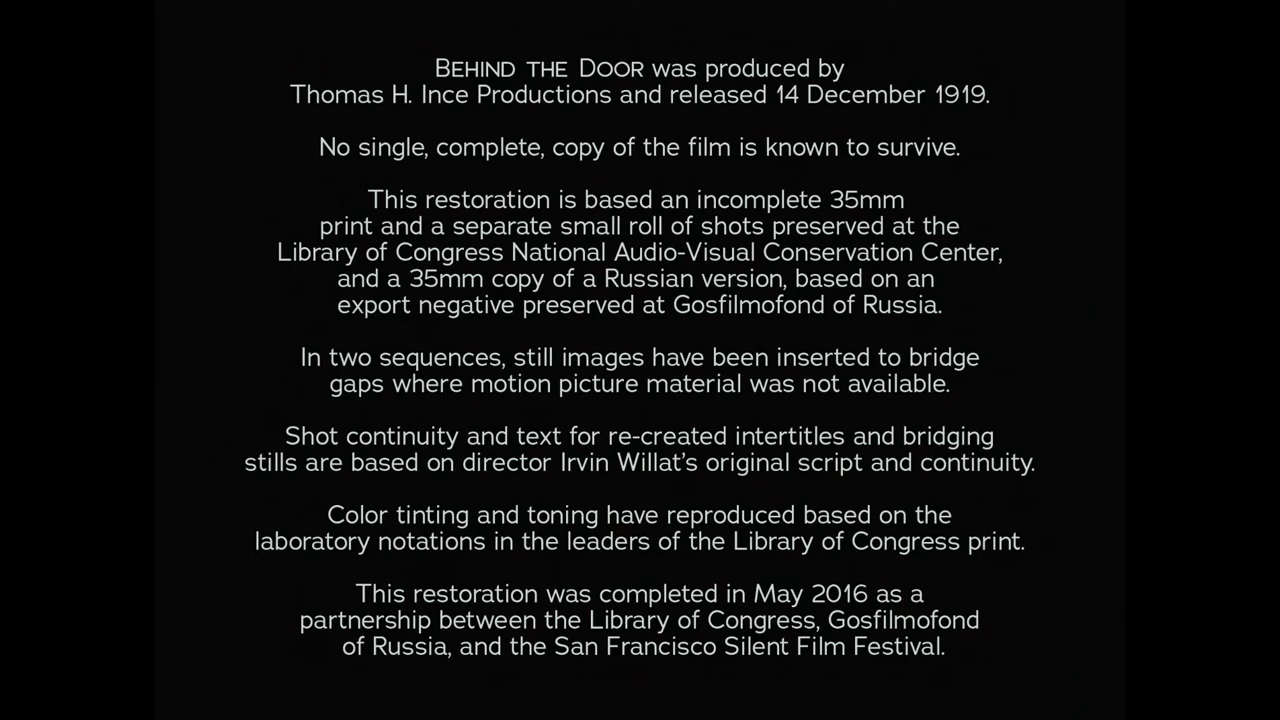 BEHIND THE DOOR was produced by
Thomas H. Ince Productions and released 14 December 1919.
No single, complete, copy of the film is known to survive.
This restoration is based an incomplete 35mm
print and a separate small roll of shots preserved at the
Library of Congress National Audio-Visual Conservation Center,
and a 35mm copy of a Russian version, based on an
export negative preserved at Gosfilmofond of Russia.
In two sequences, still images have been inserted to bridge
gaps where motion picture material was not available.
Shot continuity and text for re-created intertitles and bridging
stills are based on director Irvin Willat's original script and continuity.
Color tinting and toning have reproduced based on the
laboratory notations in the leaders of the Library of Congress print.
This restoration was completed in May 2016 as a
partnership between the Library of Congress, Gosfilmofond
of Russia, and the San Francisco Silent Film Festival.